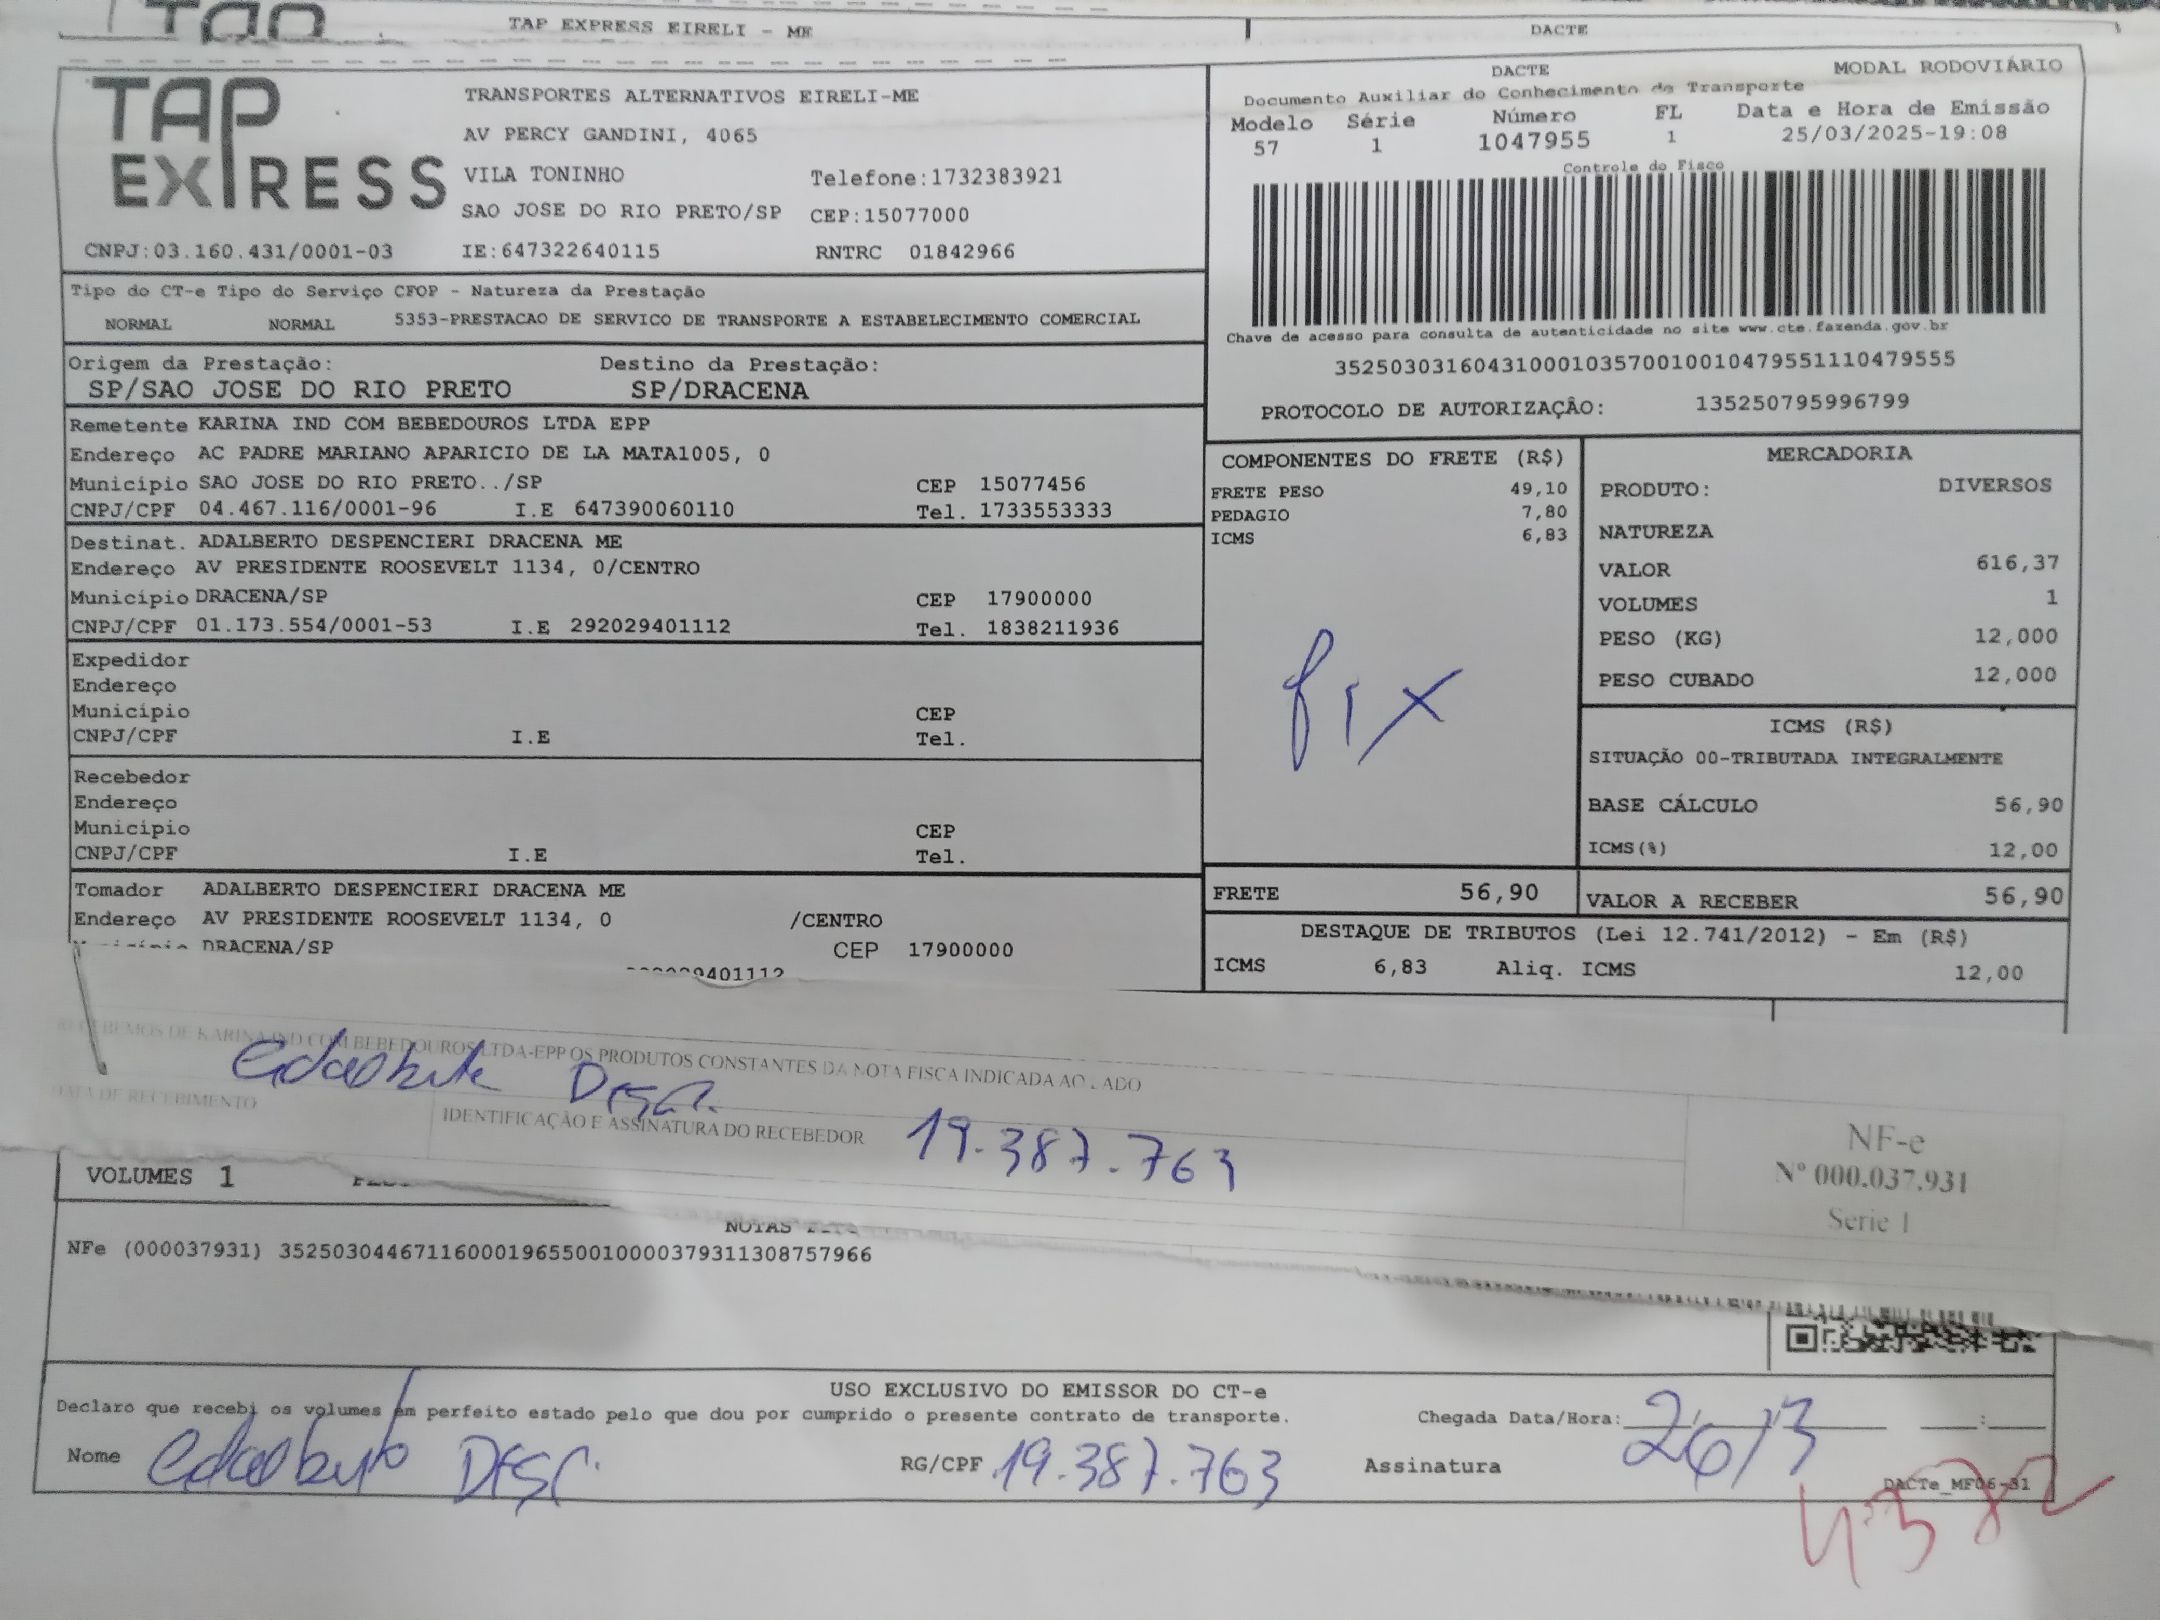 TAP EXPRESS EIRELI - ME
DACTE
TAP EXPRESS
TRANSPORTES ALTERNATIVOS EIRELI-ME
AV PERCY GANDINI, 4065
VILA TONINHO Telefone:1732383921
SAO JOSE DO RIO PRETO/SP CEP:15077000
CNPJ:03.160.431/0001-03 IE:647322640115 RNTRC 01842966
DACTE MODAL RODOVIÁRIO
Documento Auxiliar do Conhecimento de Transporte
Modelo Série Número FL Data e Hora de Emissão
57 1 1047955 1 25/03/2025-19:08
Controle do Fisco
Chave de acesso para consulta de autenticidade no site www.cte.fazenda.gov.br
35250303160431000103570010010479551110479555
PROTOCOLO DE AUTORIZAÇÃO: 135250795996799
Tipo do CT-e Tipo do Serviço CFOP - Natureza da Prestação
NORMAL NORMAL 5353-PRESTACAO DE SERVICO DE TRANSPORTE A ESTABELECIMENTO COMERCIAL
Origem da Prestação: Destino da Prestação:
SP/SAO JOSE DO RIO PRETO SP/DRACENA
Remetente KARINA IND COM BEBEDOUROS LTDA EPP
Endereço AC PADRE MARIANO APARICIO DE LA MATA1005, 0
Município SAO JOSE DO RIO PRETO../SP CEP 15077456
CNPJ/CPF 04.467.116/0001-96 I.E 647390060110 Tel. 1733553333
Destinat. ADALBERTO DESPENCIERI DRACENA ME
Endereço AV PRESIDENTE ROOSEVELT 1134, 0/CENTRO
Município DRACENA/SP CEP 17900000
CNPJ/CPF 01.173.554/0001-53 I.E 292029401112 Tel. 1838211936
Expedidor
Endereço
Município CEP
CNPJ/CPF I.E Tel.
Recebedor
Endereço
Município CEP
CNPJ/CPF I.E Tel.
Tomador ADALBERTO DESPENCIERI DRACENA ME
Endereço AV PRESIDENTE ROOSEVELT 1134, 0 /CENTRO
DRACENA/SP CEP 17900000
9401112
COMPONENTES DO FRETE (R$)
FRETE PESO 49,10
PEDAGIO 7,80
ICMS 6,83
MERCADORIA
PRODUTO: DIVERSOS
NATUREZA
VALOR 616,37
VOLUMES 1
PESO (KG) 12,000
PESO CUBADO 12,000
ICMS (R$)
SITUAÇÃO 00-TRIBUTADA INTEGRALMENTE
BASE CÁLCULO 56,90
ICMS(%) 12,00
FRETE 56,90 VALOR A RECEBER 56,90
DESTAQUE DE TRIBUTOS (Lei 12.741/2012) - Em (R$)
ICMS 6,83 Aliq. ICMS 12,00
RECEBEMOS DE KARINA IND COM BEBEDOUROS LTDA-EPP OS PRODUTOS CONSTANTES DA NOTA FISCA INDICADA AO LADO
DATA DE RECEBIMENTO
IDENTIFICAÇÃO E ASSINATURA DO RECEBEDOR
19.387.763
NF-e
Nº 000.037.931
Serie 1
VOLUMES 1
NOTAS
NFe (000037931) 35250304467116000196550010000379311308757966
USO EXCLUSIVO DO EMISSOR DO CT-e
Declaro que recebi os volumes em perfeito estado pelo que dou por cumprido o presente contrato de transporte.
Chegada Data/Hora: 26/3 :
Nome RG/CPF 19.387.763 Assinatura
DACTe_MF06-31